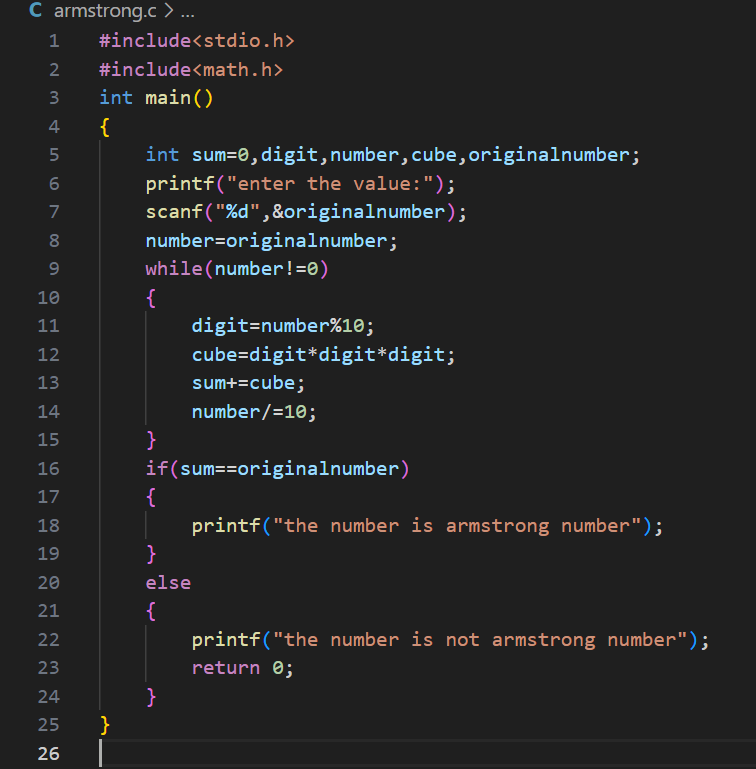 C armstrong.c > ...
1 #include<stdio.h>
2 #include<math.h>
3 int main()
4 {
5     int sum=0,digit,number,cube,originalnumber;
6     printf("enter the value:");
7     scanf("%d",&originalnumber);
8     number=originalnumber;
9     while(number!=0)
10     {
11         digit=number%10;
12         cube=digit*digit*digit;
13         sum+=cube;
14         number/=10;
15     }
16     if(sum==originalnumber)
17     {
18         printf("the number is armstrong number");
19     }
20     else
21     {
22         printf("the number is not armstrong number");
23         return 0;
24     }
25 }
26